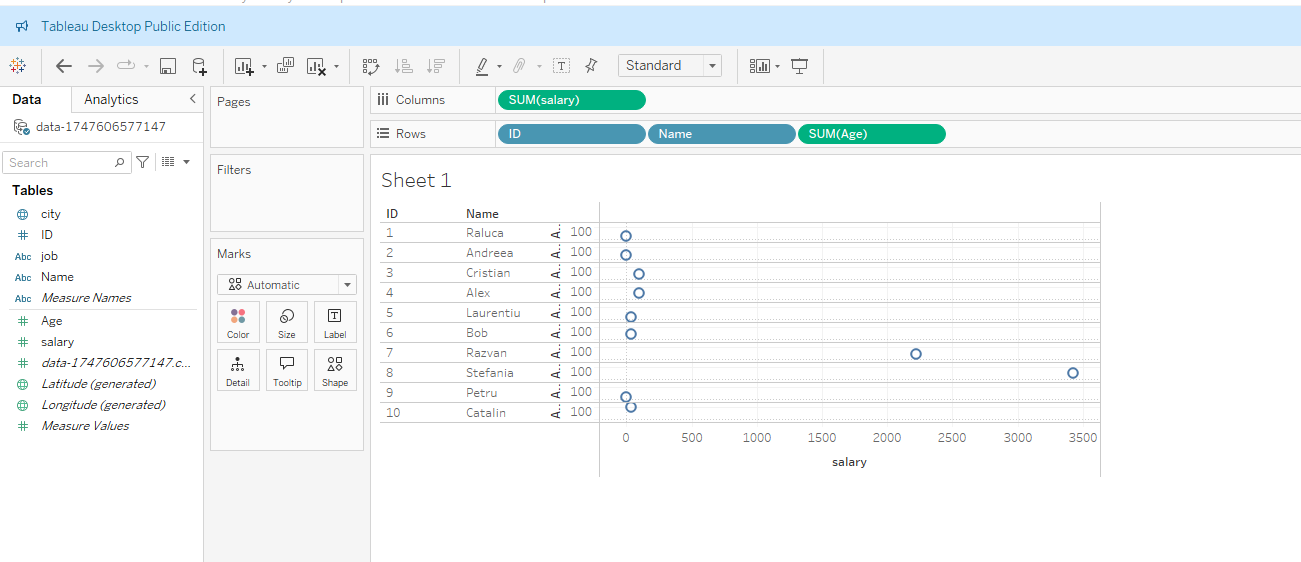 Tableau Desktop Public Edition
Standard
Data
Analytics
data-1747606577147
Search
Tables
city
ID
Abc job
Abc Name
Abc Measure Names
Age
salary
data-1747606577147.c...
Latitude (generated)
Longitude (generated)
Measure Values
Pages
Filters
Marks
Automatic
Color Size Label
Detail Tooltip Shape
Columns SUM(salary)
Rows ID Name SUM(Age)
Sheet 1
ID Name
1 Raluca A.. 100
2 Andreea A.. 100
3 Cristian A.. 100
4 Alex A.. 100
5 Laurentiu A.. 100
6 Bob A.. 100
7 Razvan A.. 100
8 Stefania A.. 100
9 Petru A.. 100
10 Catalin A.. 100
0 500 1000 1500 2000 2500 3000 3500
salary